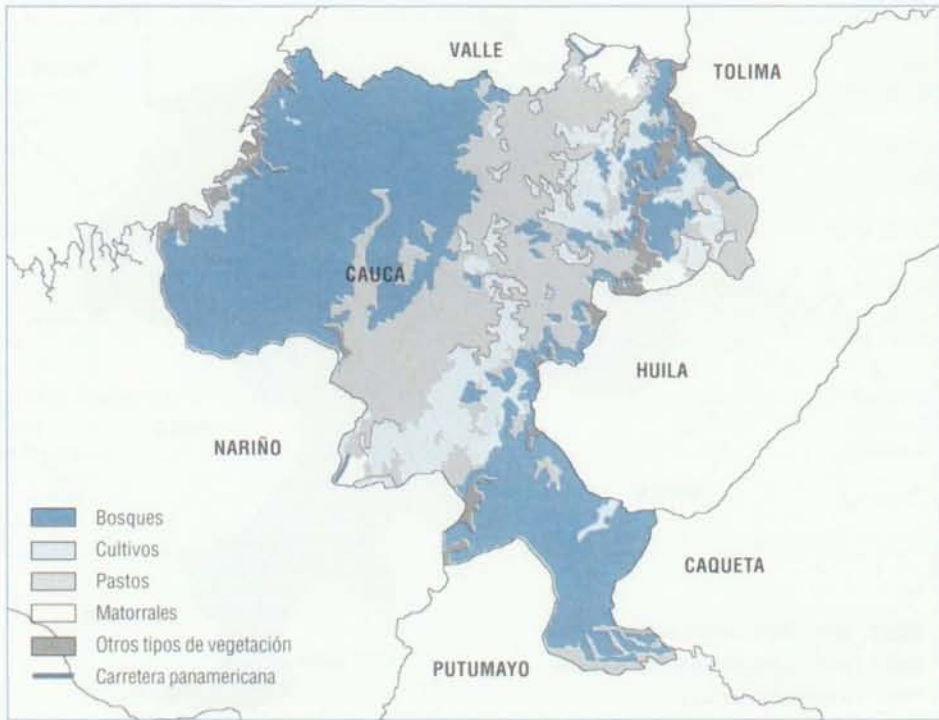 VALLE
TOLIMA
CAUCA
HUILA
NARIÑO
CAQUETA
PUTUMAYO
Bosques
Cultivos
Pastos
Matorrales
Otros tipos de vegetación
Carretera panamericana